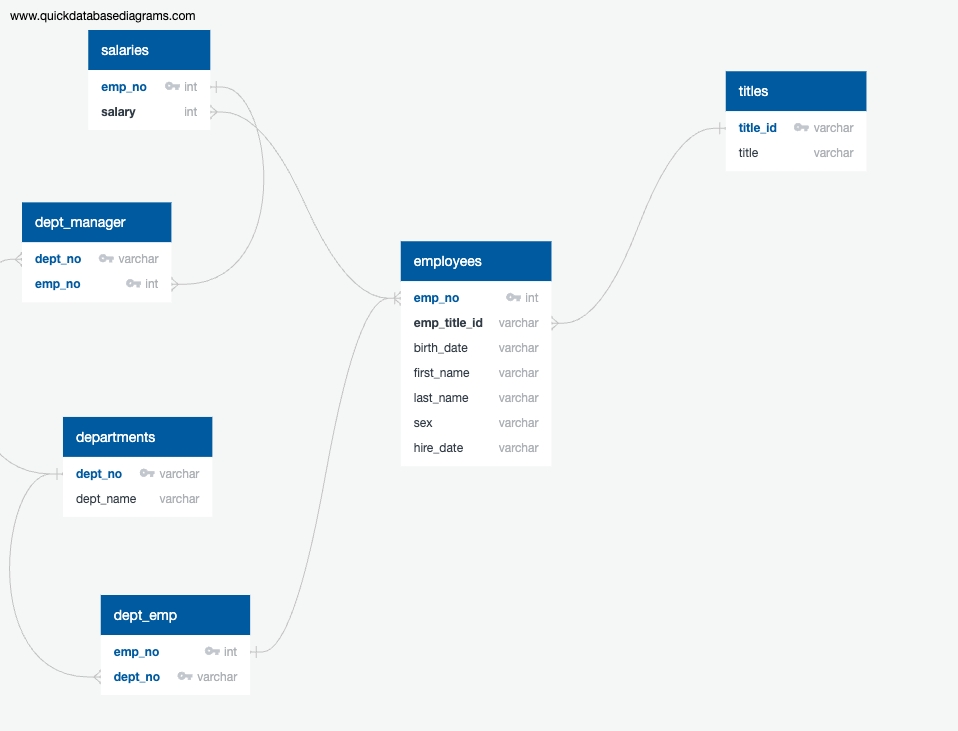 www.quickdatabasediagrams.com
salaries
emp_no int
salary int
titles
title_id varchar
title varchar
dept_manager
dept_no varchar
emp_no int
employees
emp_no int
emp_title_id varchar
birth_date varchar
first_name varchar
last_name varchar
sex varchar
hire_date varchar
departments
dept_no varchar
dept_name varchar
dept_emp
emp_no int
dept_no varchar